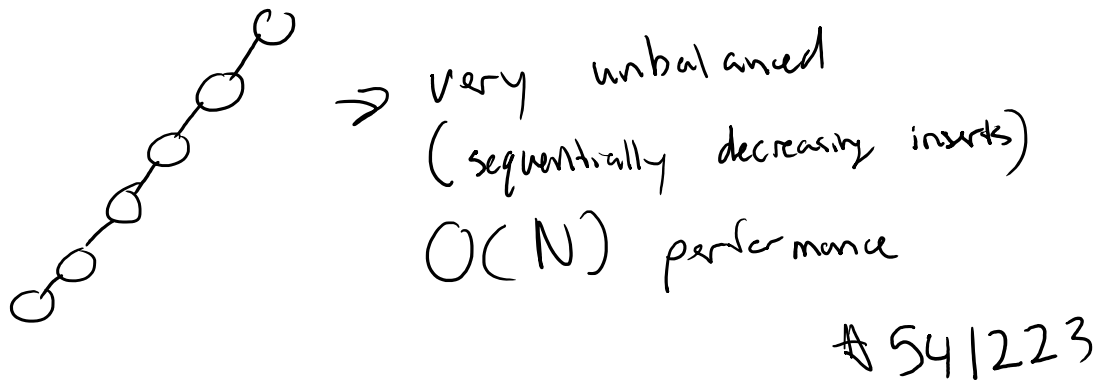 → very unbalanced
(sequentially decreasing inserts)
O(N) performance
#541223